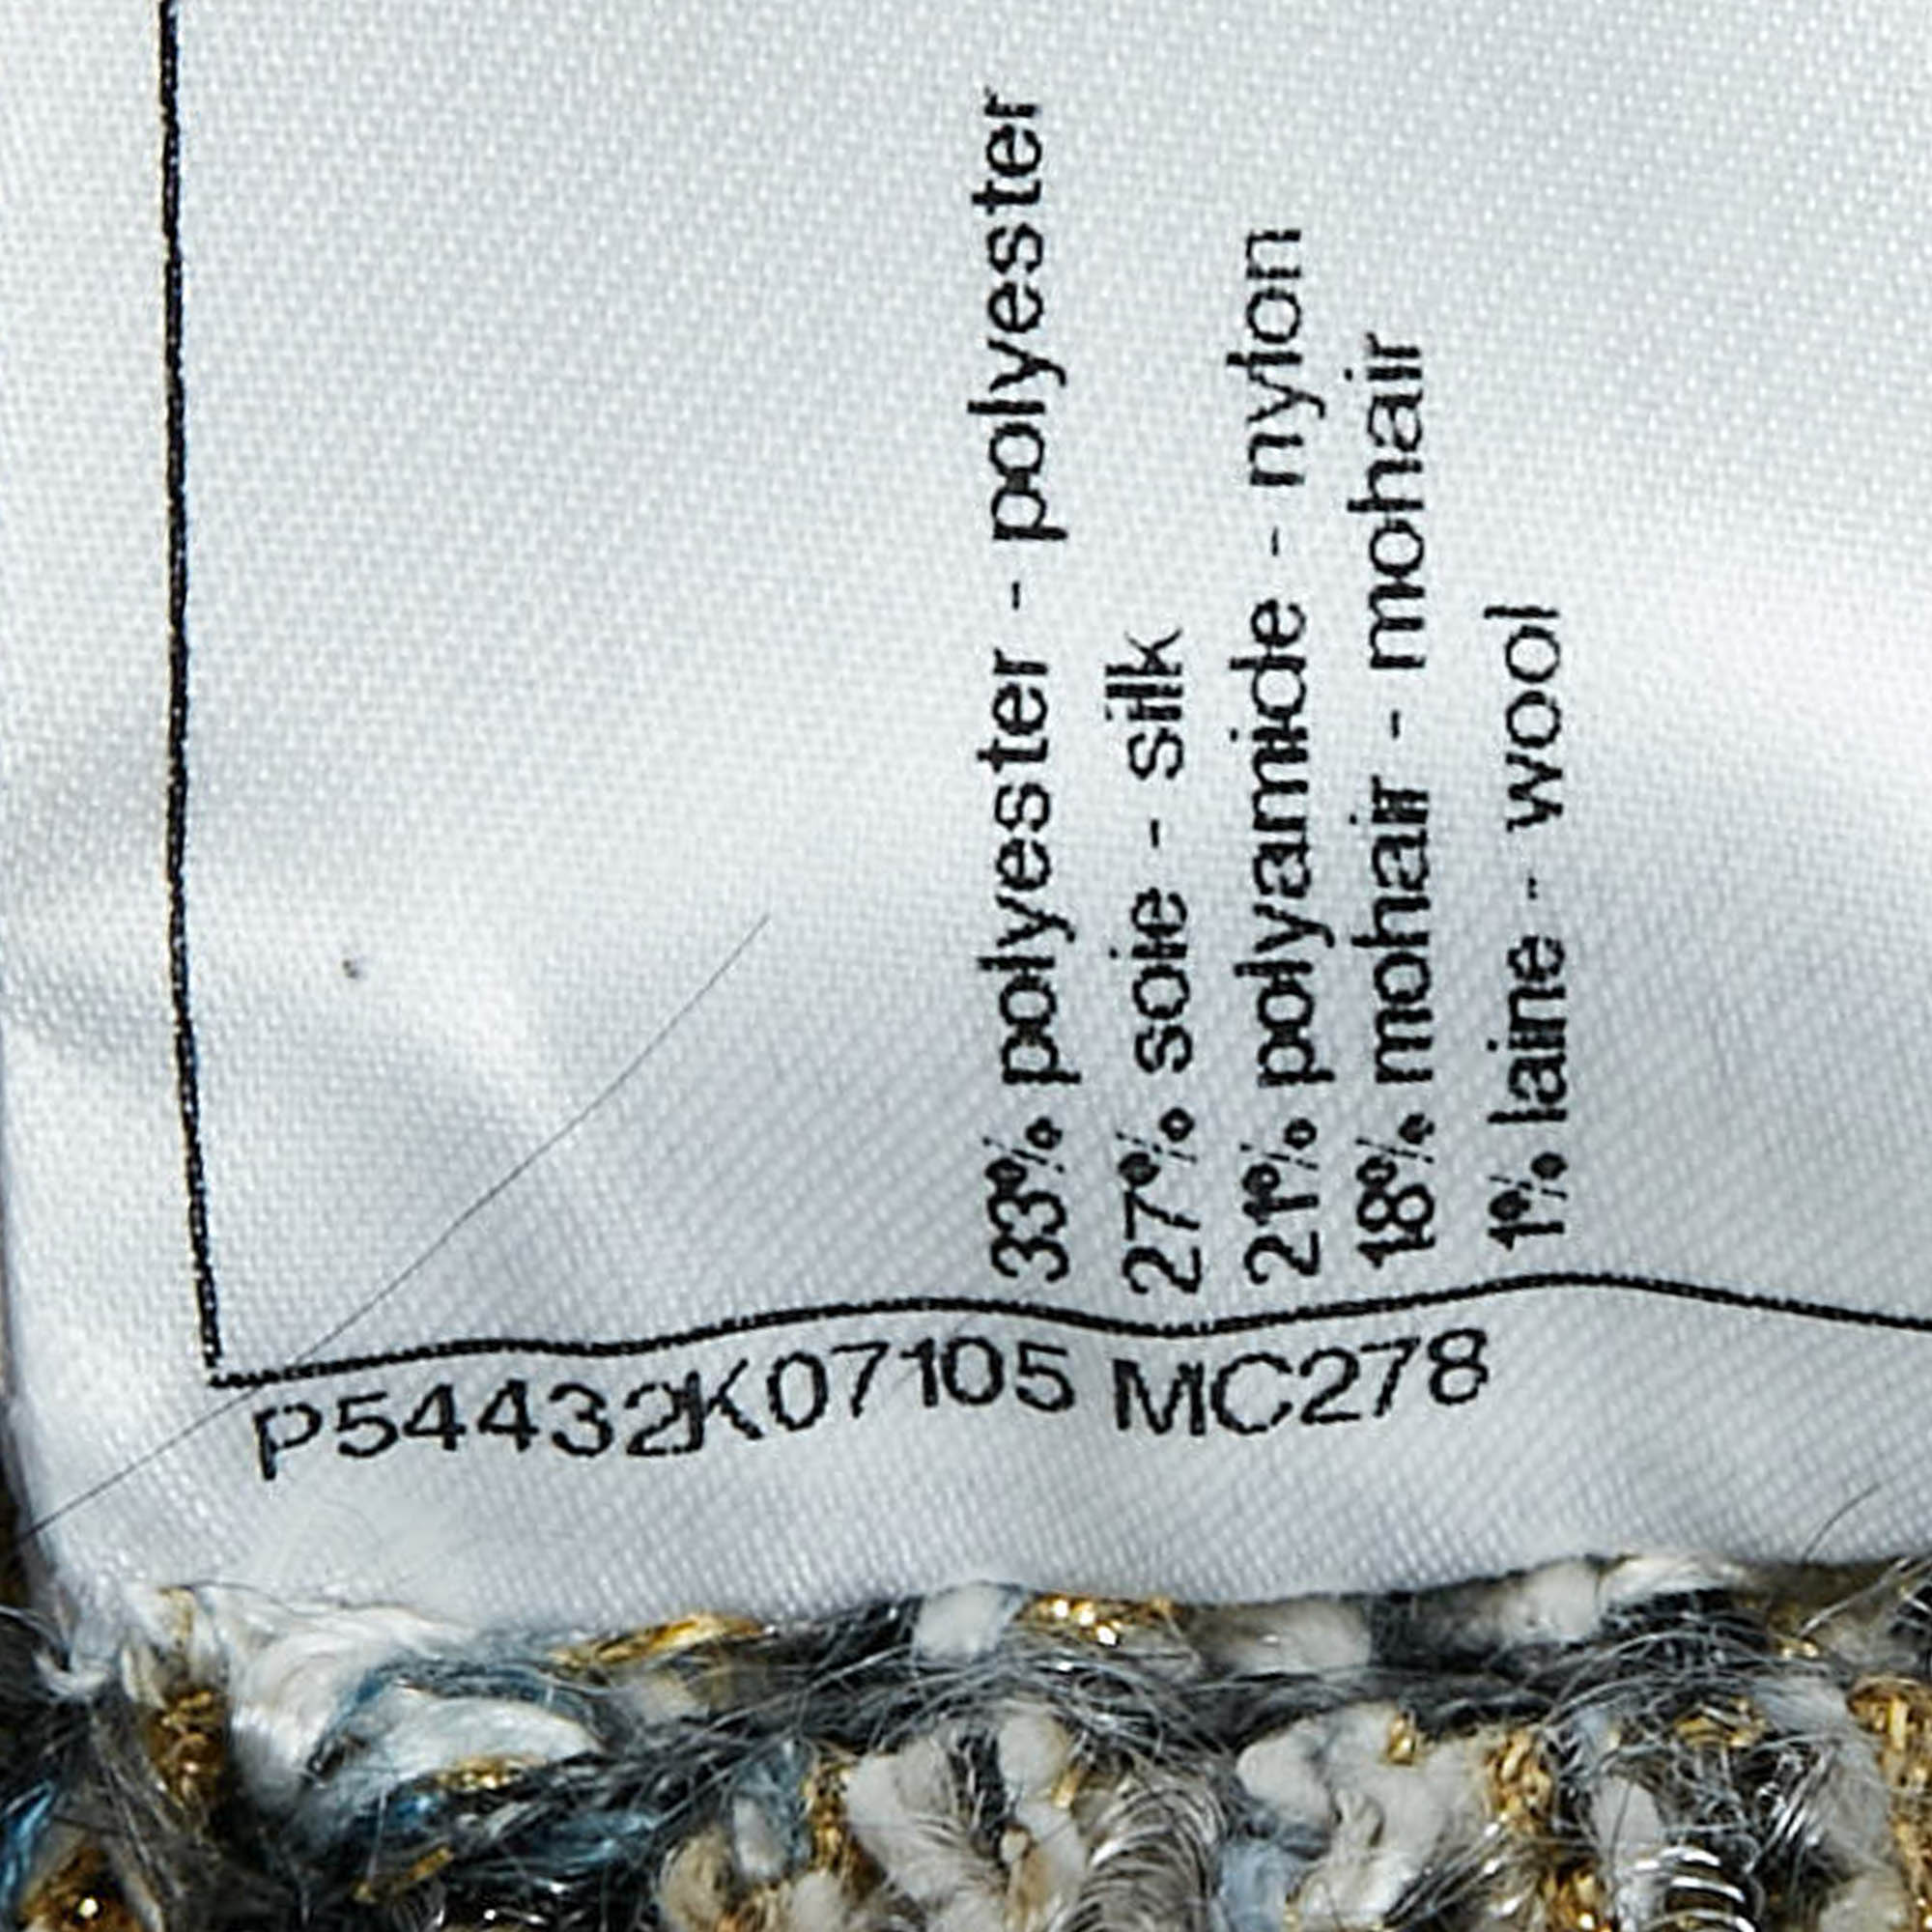 33% polyester - polyester
27% soie - silk
21% polyamide - nylon
18% mohair - mohair
1% laine - wool
P54432K07105 MC278